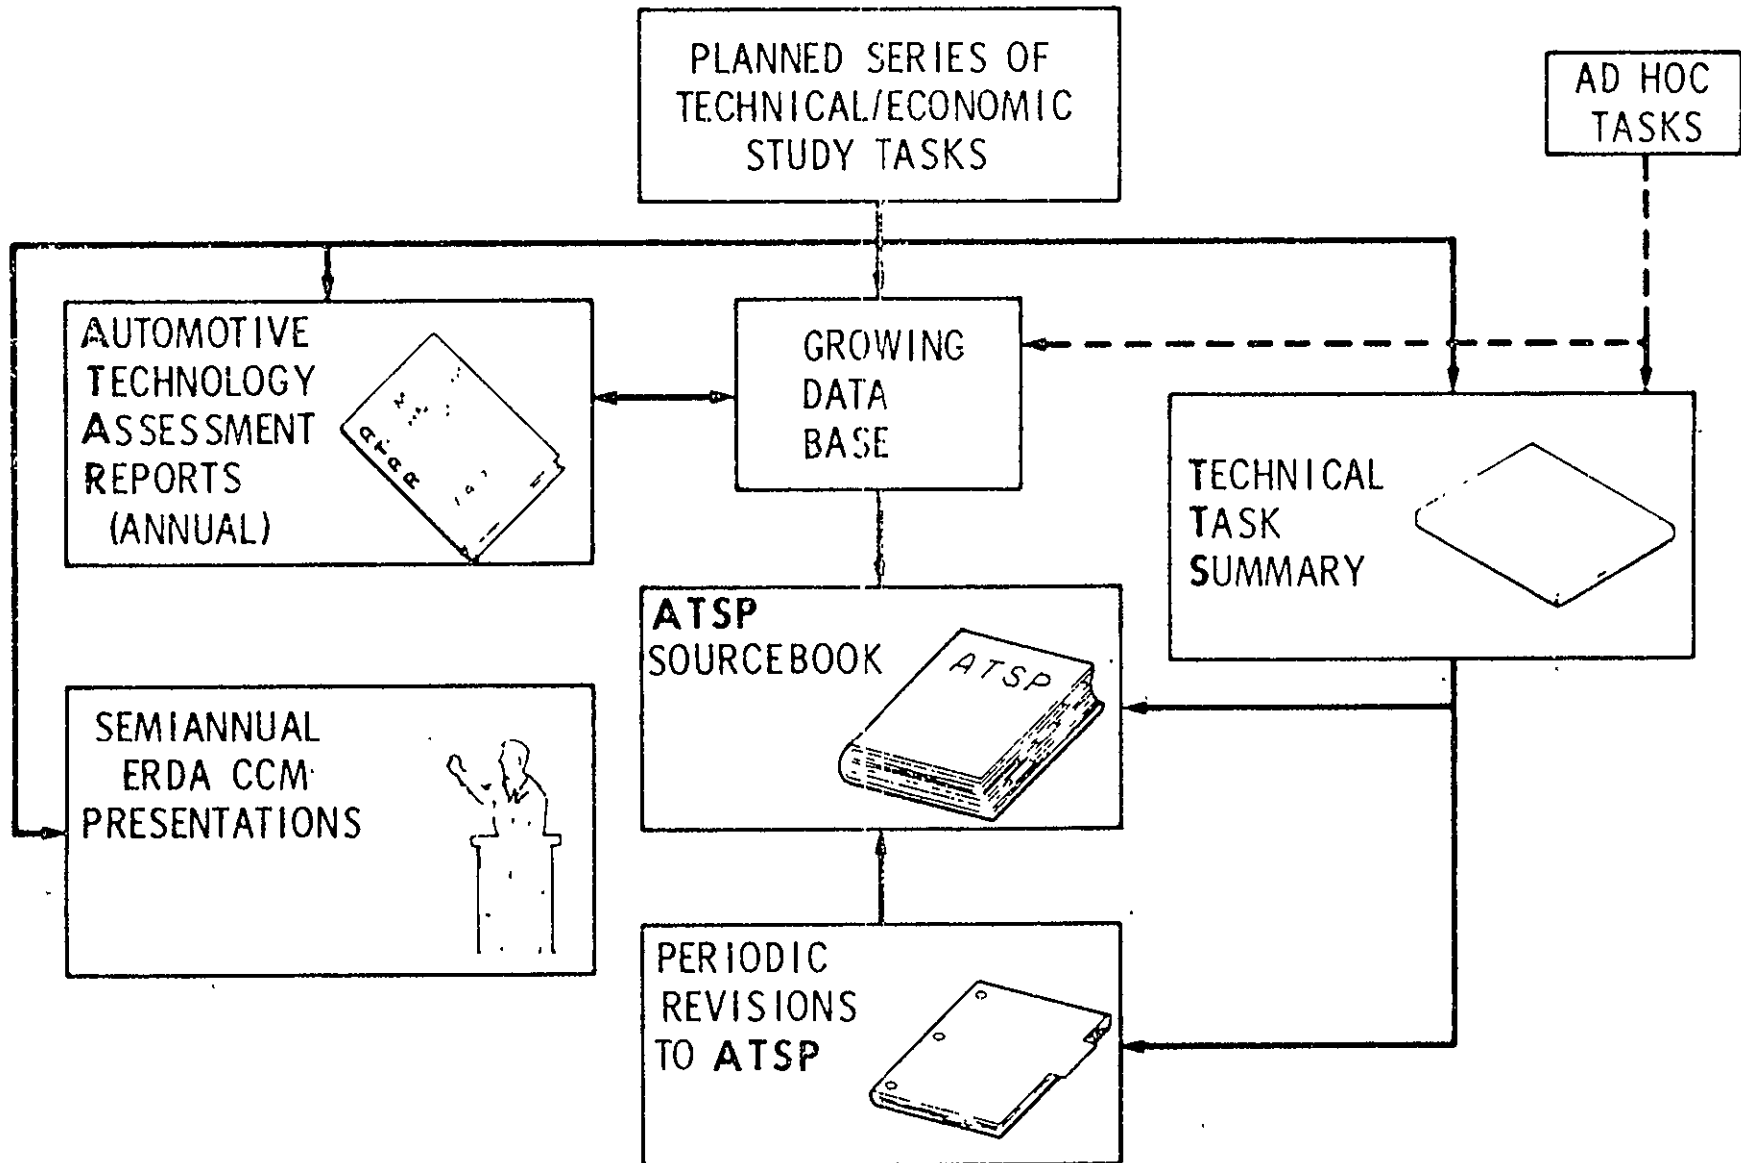 PLANNED SERIES OF
TECHNICAL/ECONOMIC
STUDY TASKS
AD HOC
TASKS
AUTOMOTIVE
TECHNOLOGY
ASSESSMENT
REPORTS
(ANNUAL)
ATAR
GROWING
DATA
BASE
TECHNICAL
TASK
SUMMARY
ATSP
SOURCEBOOK
ATSP
SEMIANNUAL
ERDA CCM
PRESENTATIONS
PERIODIC
REVISIONS
TO ATSP